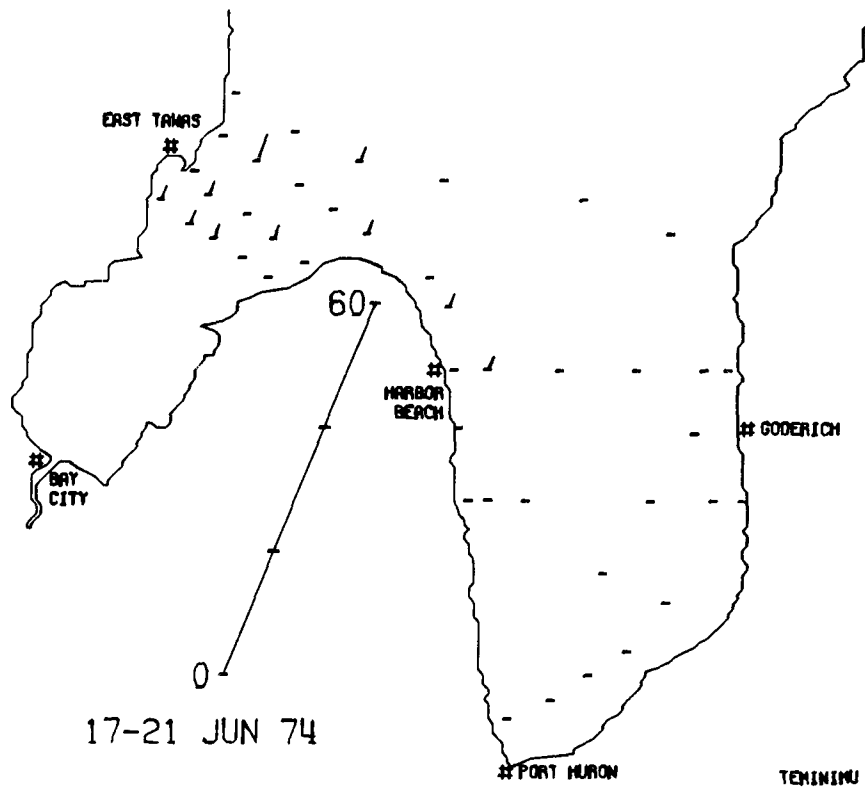 EAST TAWAS
#
60
#
HARBOR
BEACH
# GODERICH
#
BAY
CITY
0
17-21 JUN 74
# PORT HURON
TEMINIMU